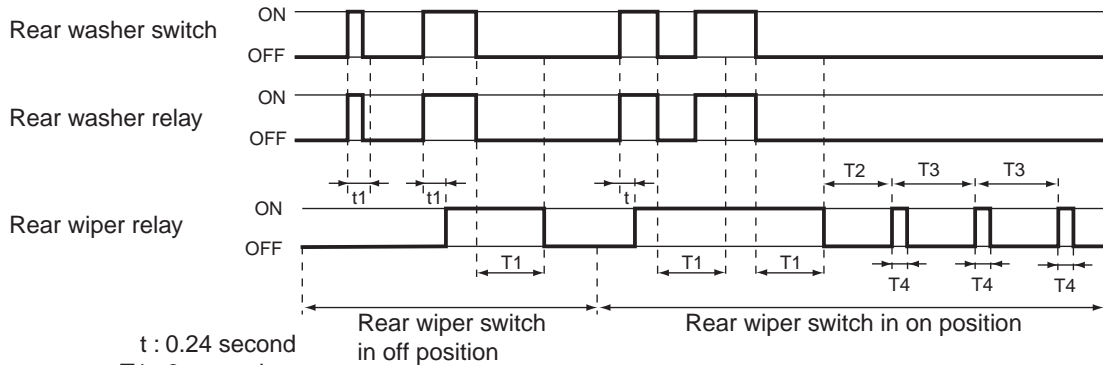 ON
Rear washer switch
OFF
ON
Rear washer relay
OFF
T2 T3 T3
t1 t1 t
ON
Rear wiper relay
OFF
T1 T1 T1 T4 T4 T4
Rear wiper switch
in off position
Rear wiper switch in on position
t : 0.24 second